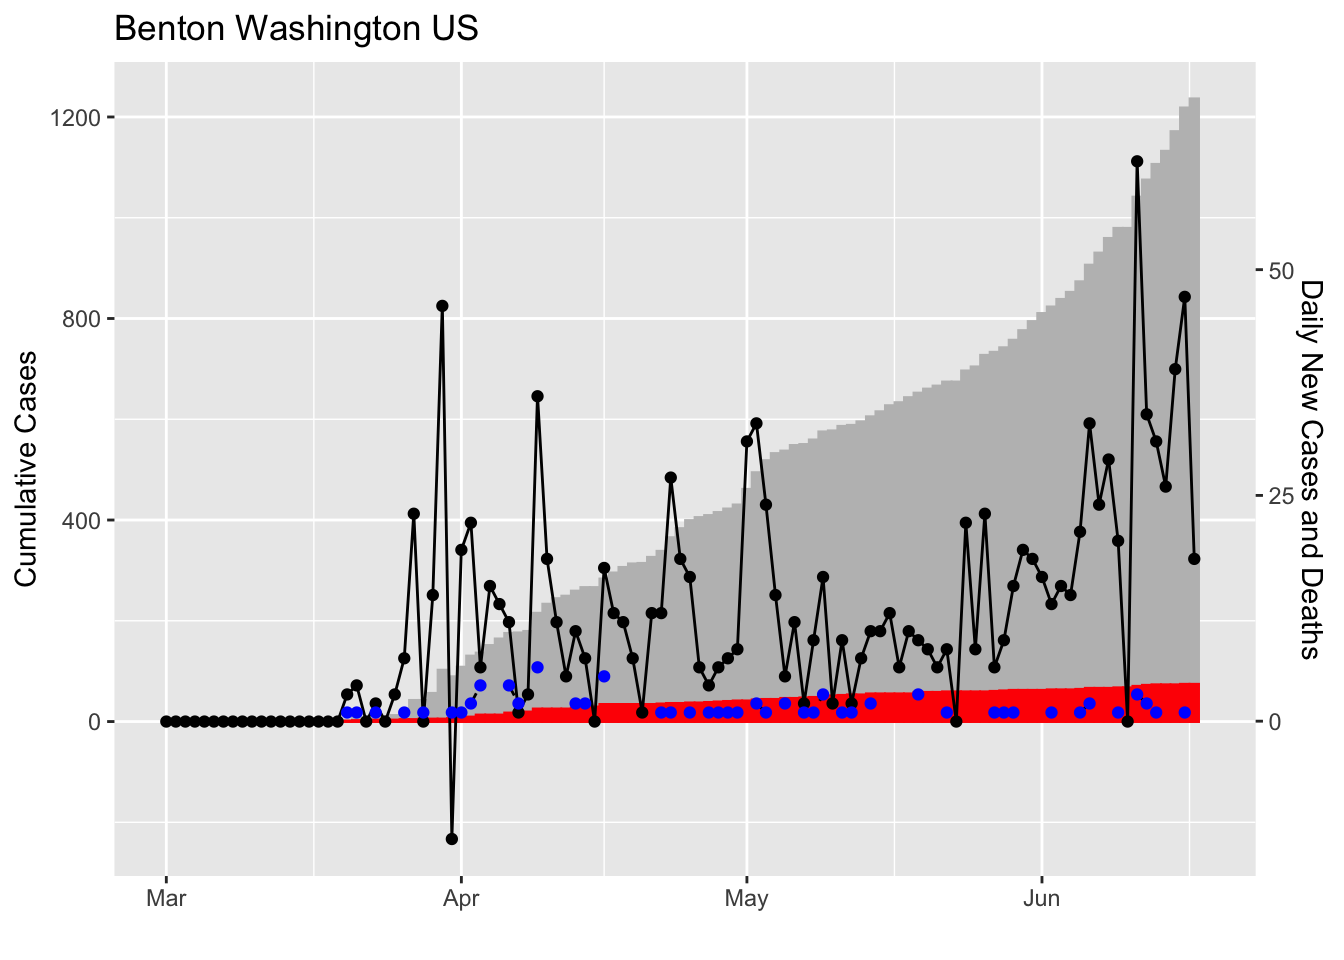 Benton Washington US
1200
800
400
0
Cumulative Cases
50
25
0
Daily New Cases and Deaths
Mar
Apr
May
Jun